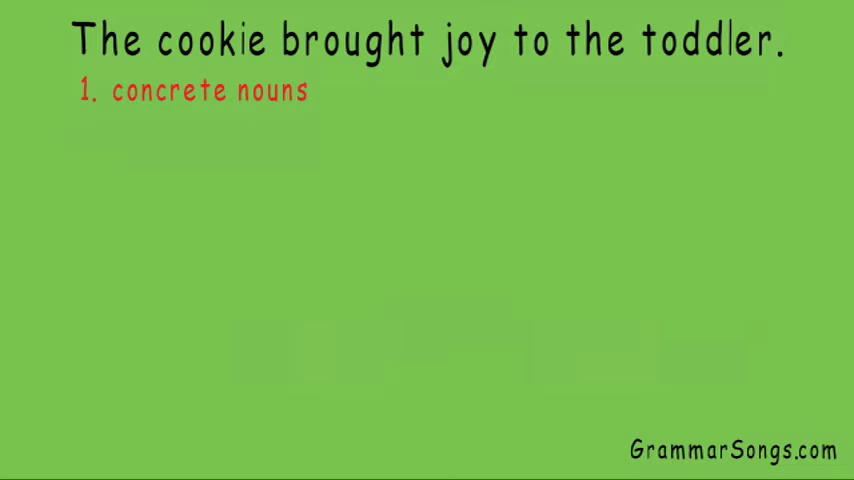 The cookie brought joy to the toddler.
1. concrete nouns
GrammarSongs.com